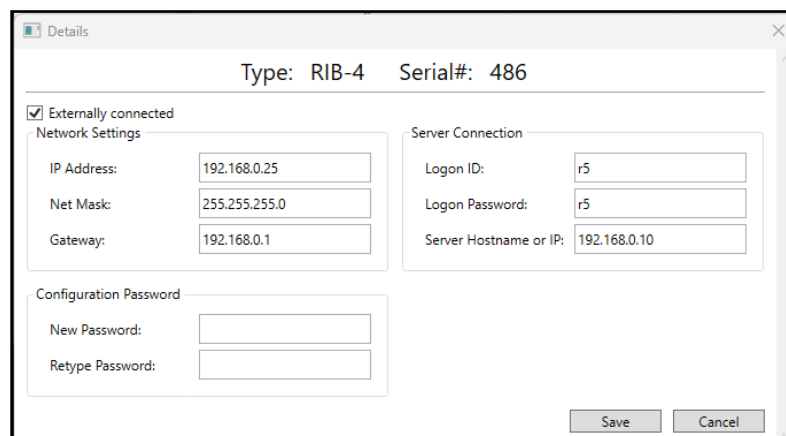 Details
Type: RIB-4 Serial#: 486
Externally connected
Network Settings
IP Address: 192.168.0.25
Net Mask: 255.255.255.0
Gateway: 192.168.0.1
Server Connection
Logon ID: r5
Logon Password: r5
Server Hostname or IP: 192.168.0.10
Configuration Password
New Password:
Retype Password:
Save Cancel